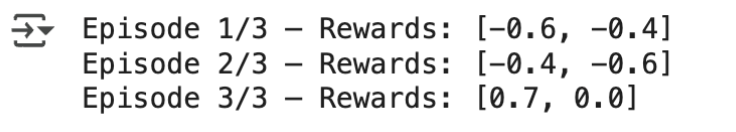 Episode 1/3 – Rewards: [-0.6, -0.4]
Episode 2/3 – Rewards: [-0.4, -0.6]
Episode 3/3 – Rewards: [0.7, 0.0]